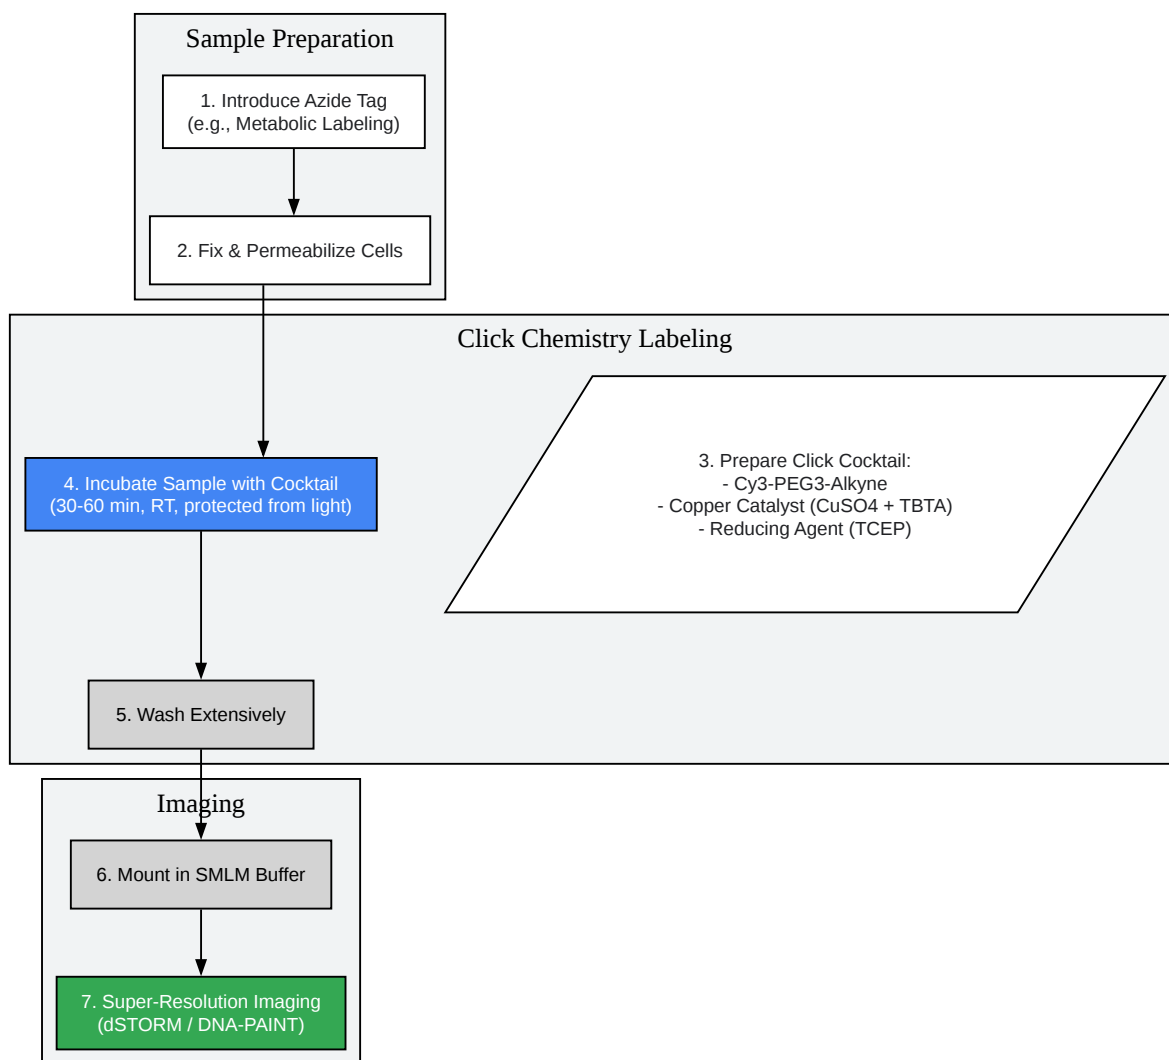 Sample Preparation
1. Introduce Azide Tag
(e.g., Metabolic Labeling)
2. Fix & Permeabilize Cells
Click Chemistry Labeling
3. Prepare Click Cocktail:
- Cy3-PEG3-Alkyne
- Copper Catalyst (CuSO4 + TBTA)
- Reducing Agent (TCEP)
4. Incubate Sample with Cocktail
(30-60 min, RT, protected from light)
5. Wash Extensively
Imaging
6. Mount in SMLM Buffer
7. Super-Resolution Imaging
(dSTORM / DNA-PAINT)